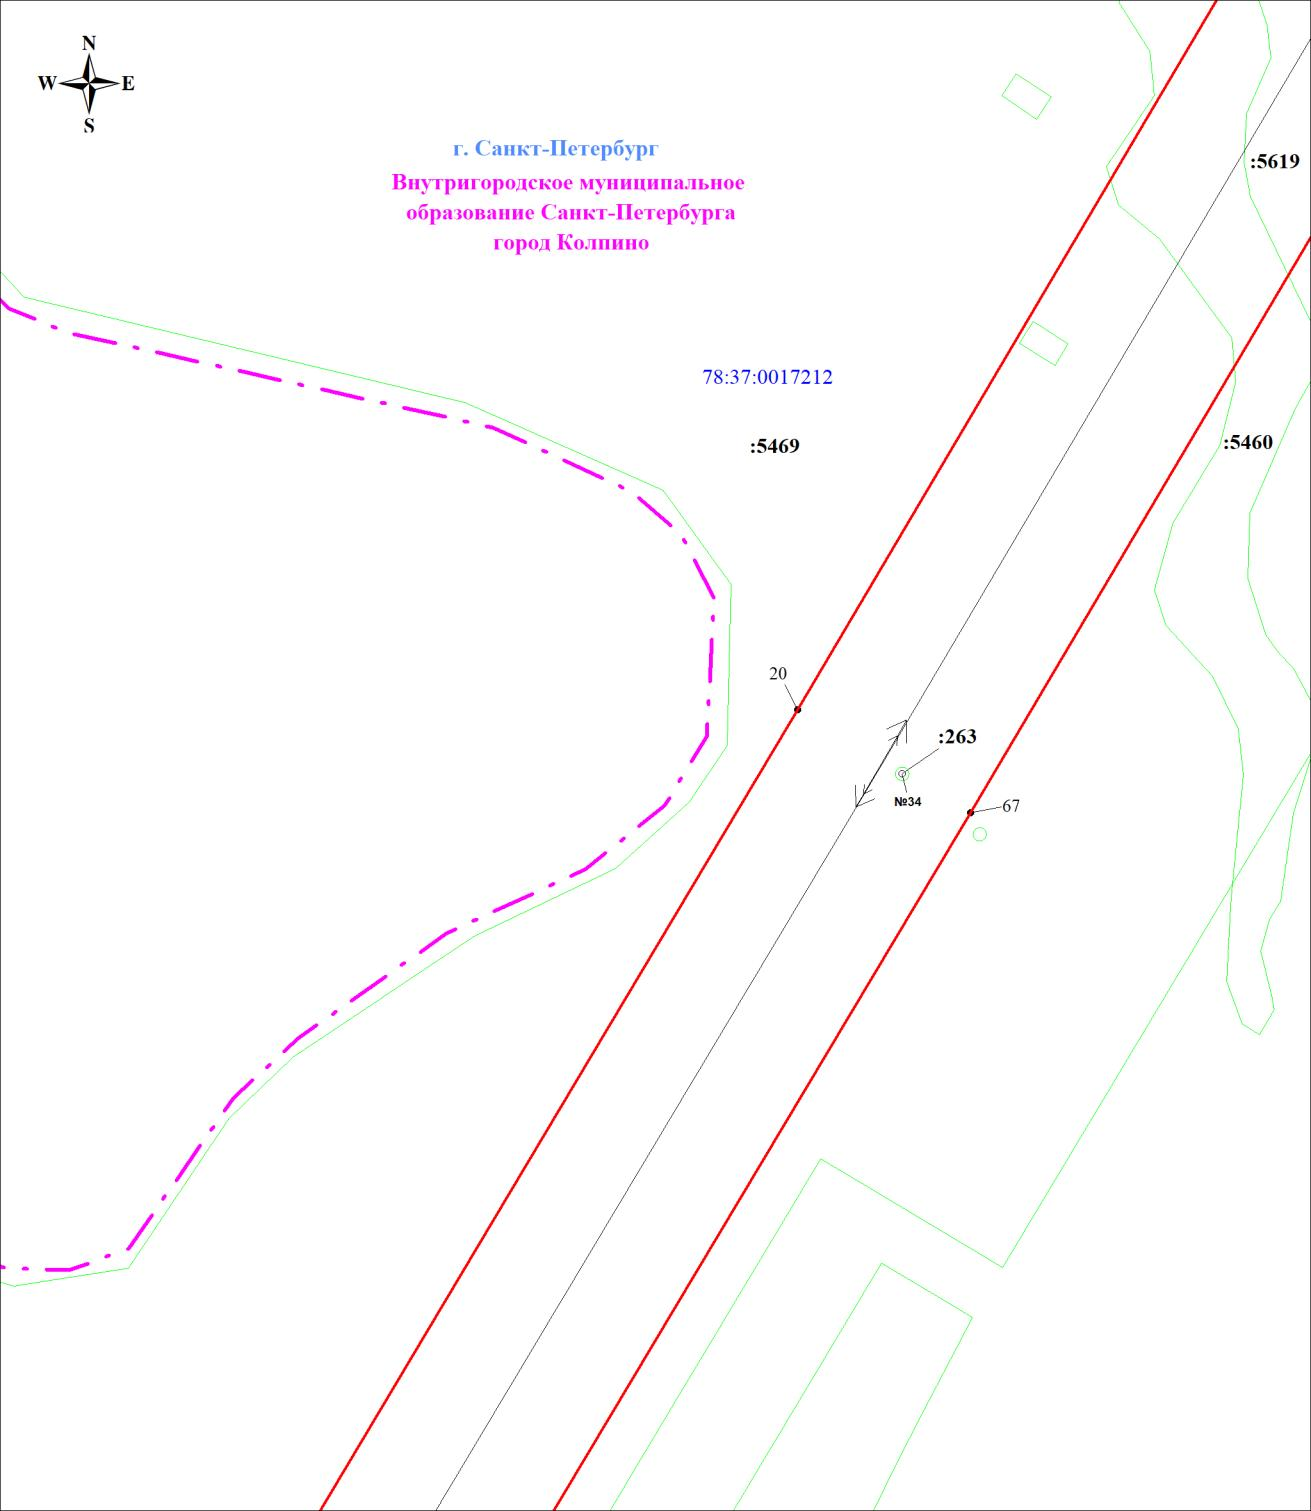 N
W E
S
г. Санкт-Петербург
Внутригородское муниципальное
образование Санкт-Петербурга
город Колпино
:5619
78:37:0017212
:5469
:5460
20
:263
№34
67